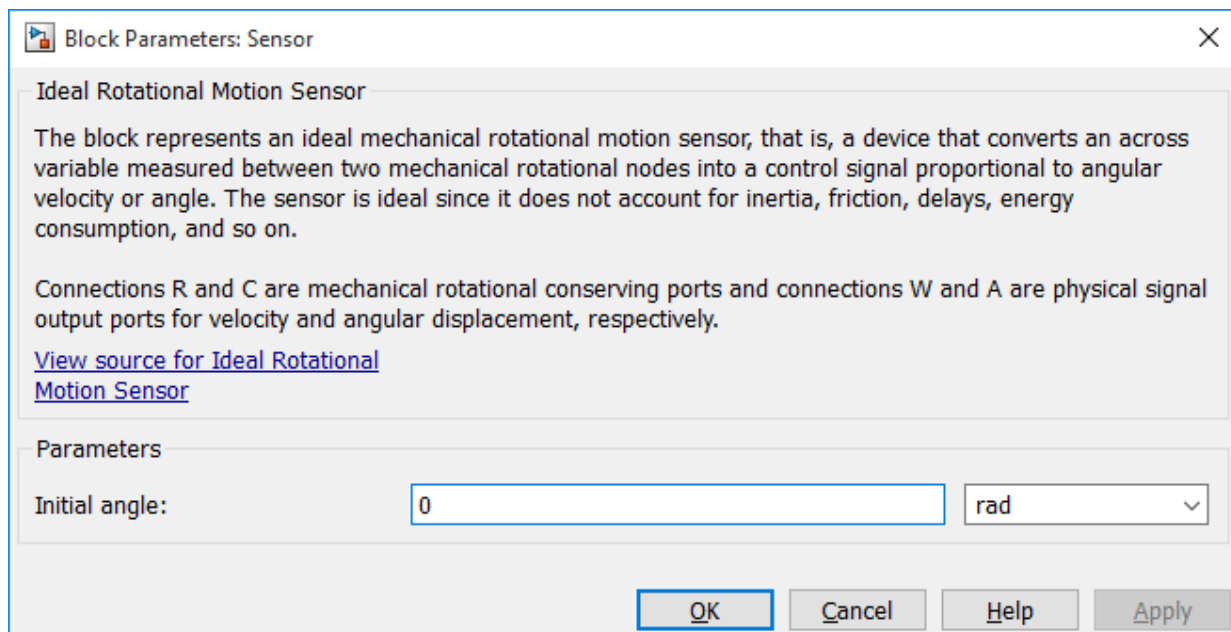 Block Parameters: Sensor
Ideal Rotational Motion Sensor
The block represents an ideal mechanical rotational motion sensor, that is, a device that converts an across
variable measured between two mechanical rotational nodes into a control signal proportional to angular
velocity or angle. The sensor is ideal since it does not account for inertia, friction, delays, energy
consumption, and so on.
Connections R and C are mechanical rotational conserving ports and connections W and A are physical signal
output ports for velocity and angular displacement, respectively.
View source for Ideal Rotational
Motion Sensor
Parameters
Initial angle: 0 rad
OK Cancel Help Apply